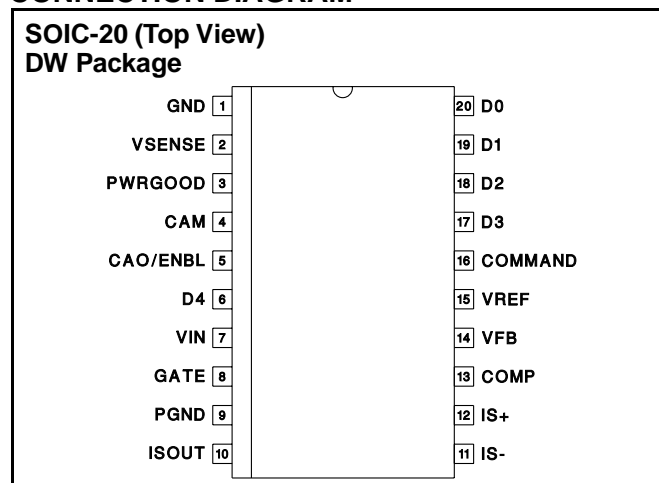 CONNECTION DIAGRAM
SOIC-20 (Top View)
DW Package
GND 1 20 D0
VSENSE 2 19 D1
PWRGOOD 3 18 D2
CAM 4 17 D3
CAO/ENBL 5 16 COMMAND
D4 6 15 VREF
VIN 7 14 VFB
GATE 8 13 COMP
PGND 9 12 IS+
ISOUT 10 11 IS-